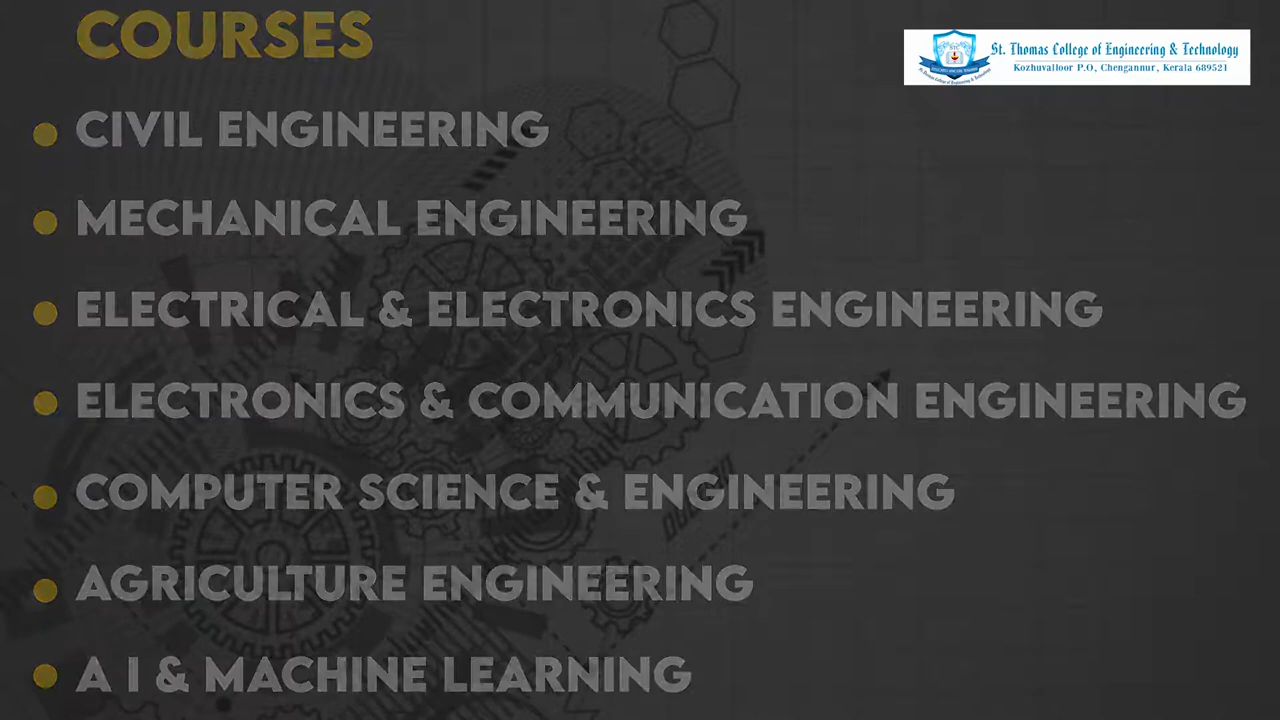 COURSES
St. Thomas College of Engineering & Technology
Kozhuvalloor P.O, Chengannur, Kerala 689521
CIVIL ENGINEERING
MECHANICAL ENGINEERING
ELECTRICAL & ELECTRONICS ENGINEERING
ELECTRONICS & COMMUNICATION ENGINEERING
COMPUTER SCIENCE & ENGINEERING
AGRICULTURE ENGINEERING
A I & MACHINE LEARNING